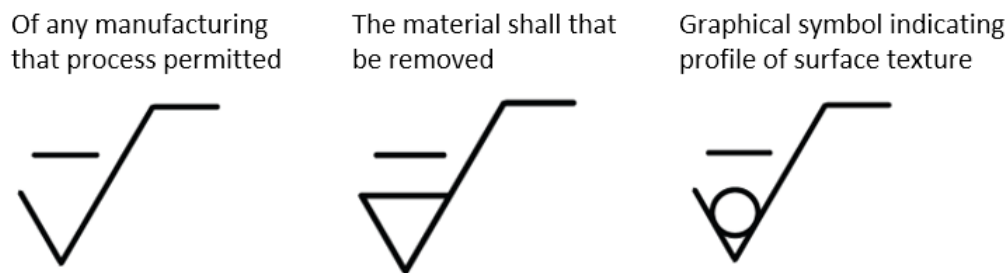 Of any manufacturing
that process permitted
The material shall that
be removed
Graphical symbol indicating
profile of surface texture